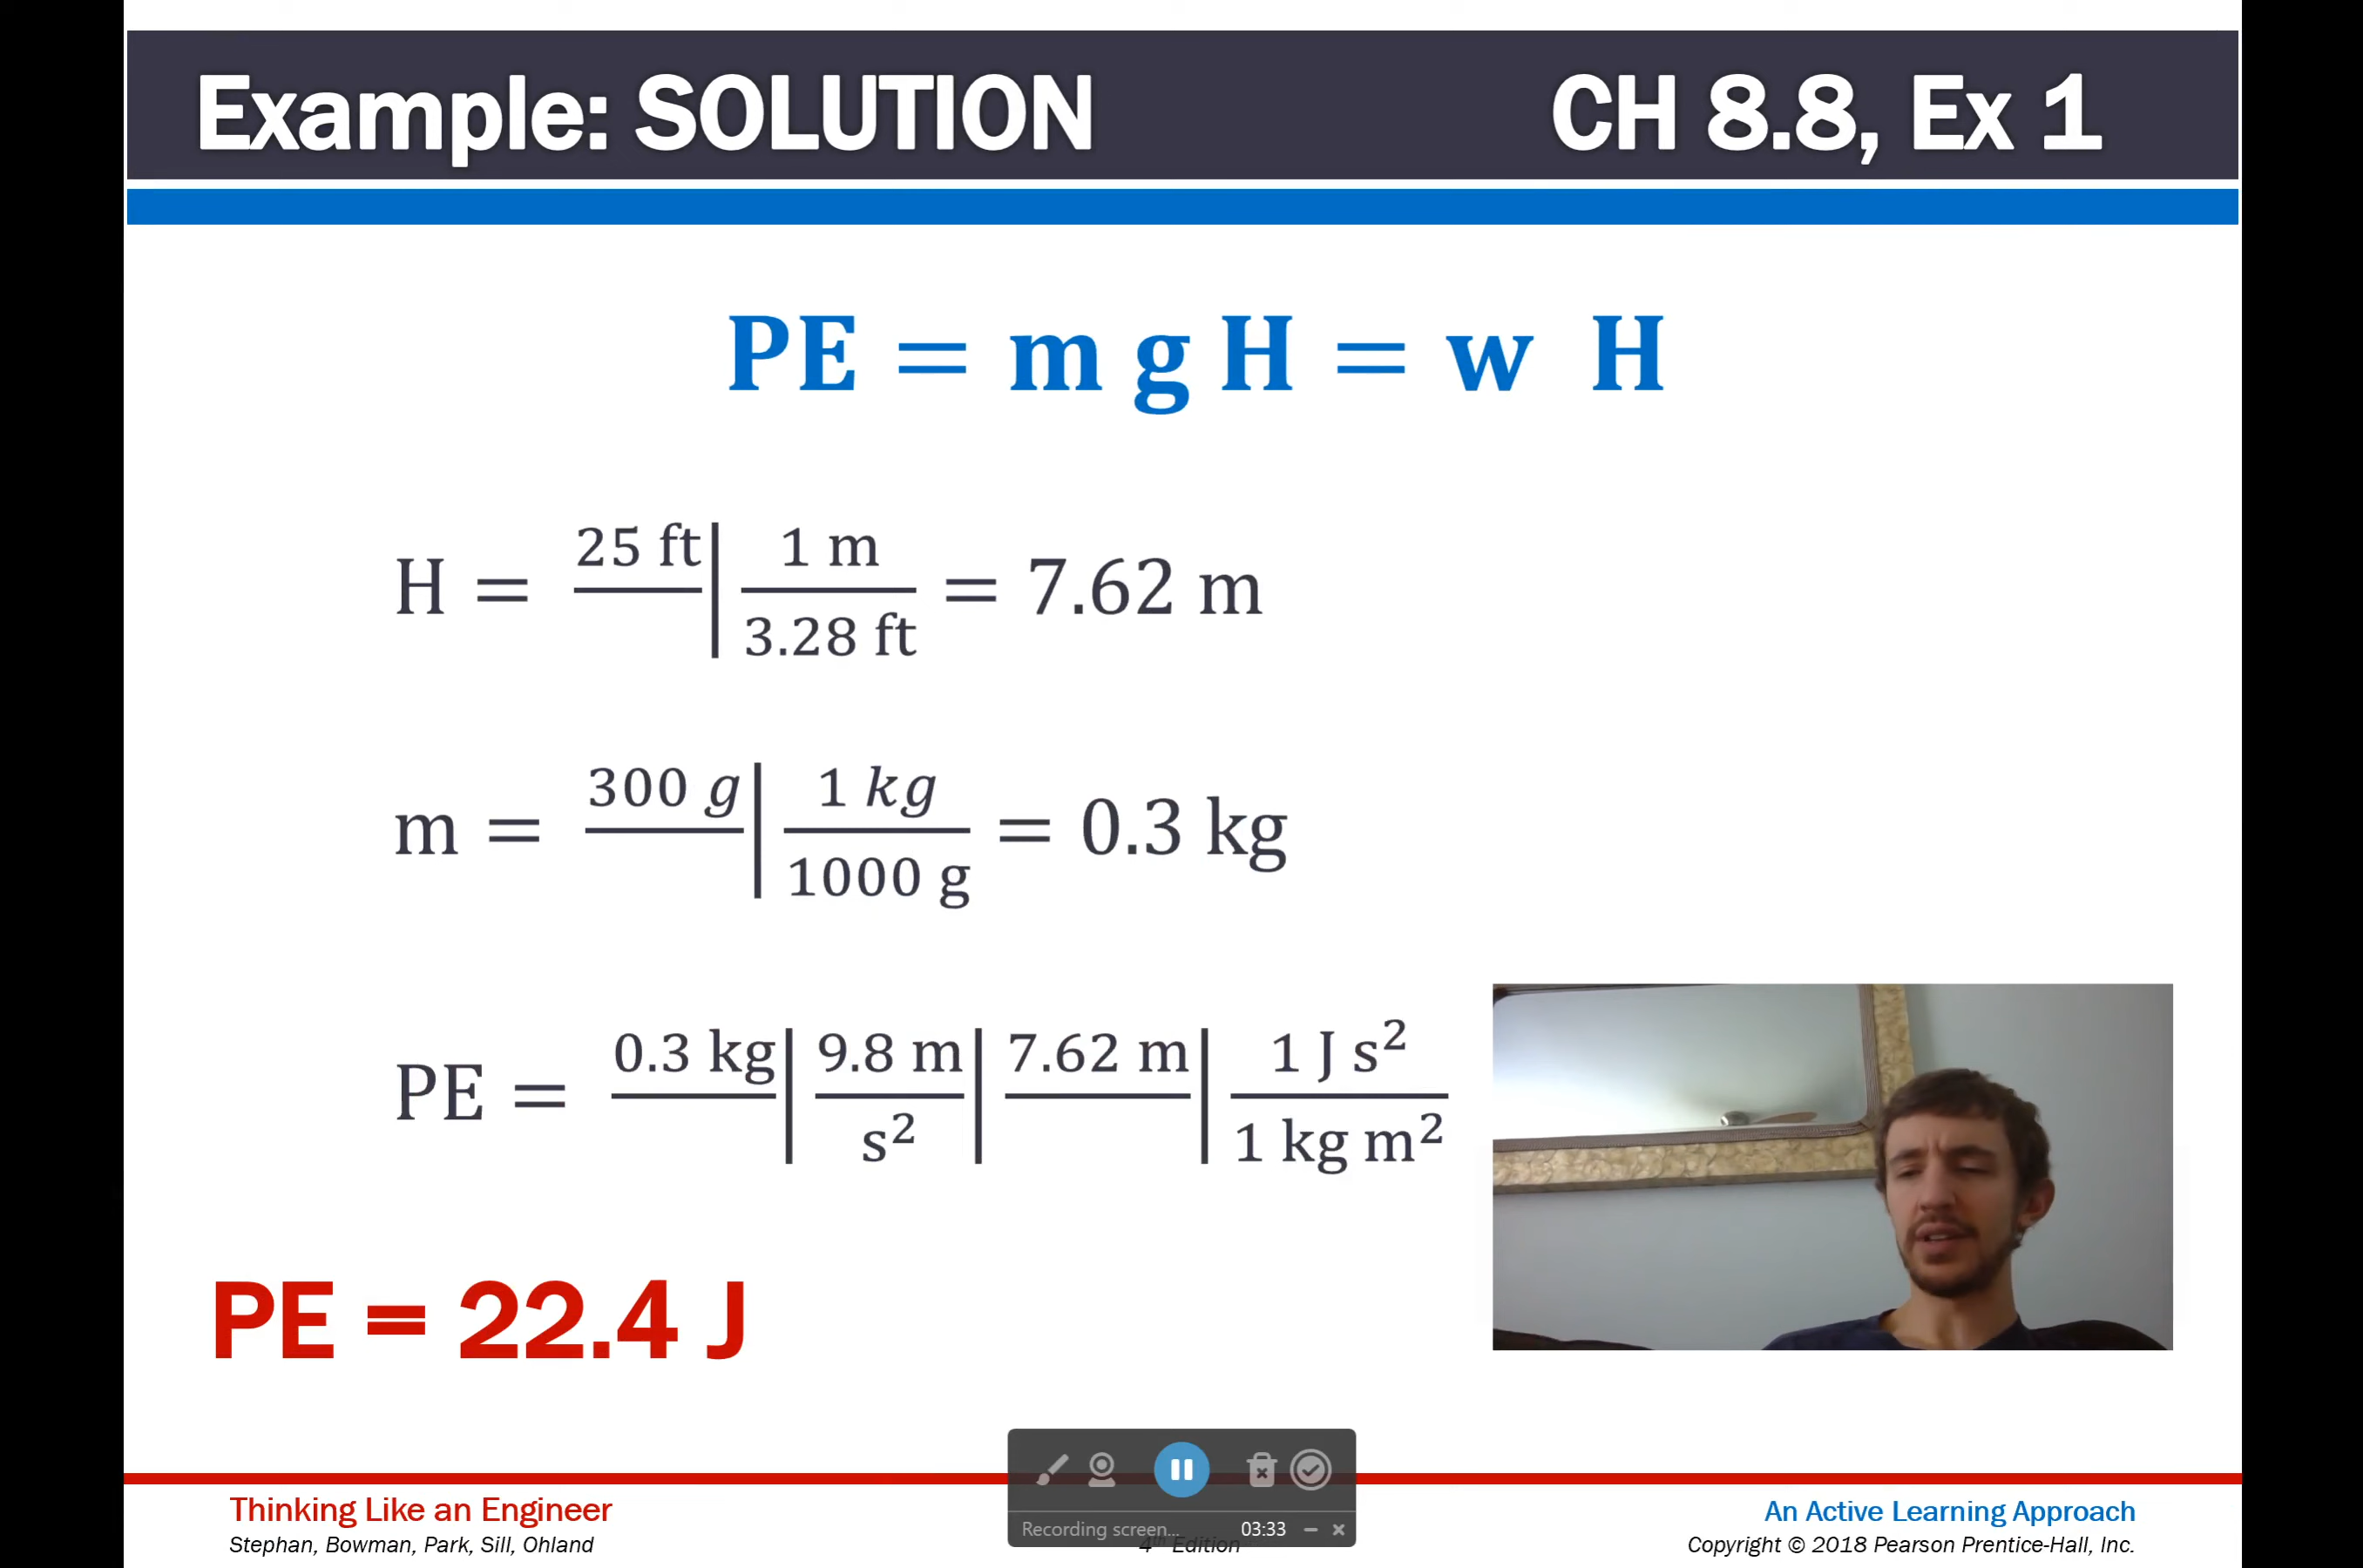 Example: SOLUTION CH 8.8, Ex 1
PE = m g H = w H
H = 25 ft | 1 m / 3.28 ft = 7.62 m
m = 300 g | 1 kg / 1000 g = 0.3 kg
PE = 0.3 kg | 9.8 m / s² | 7.62 m | 1 J s² / 1 kg m²
PE = 22.4 J
Thinking Like an Engineer
Stephan, Bowman, Park, Sill, Ohland
Recording screen... 03:33
4th Edition
An Active Learning Approach
Copyright © 2018 Pearson Prentice-Hall, Inc.